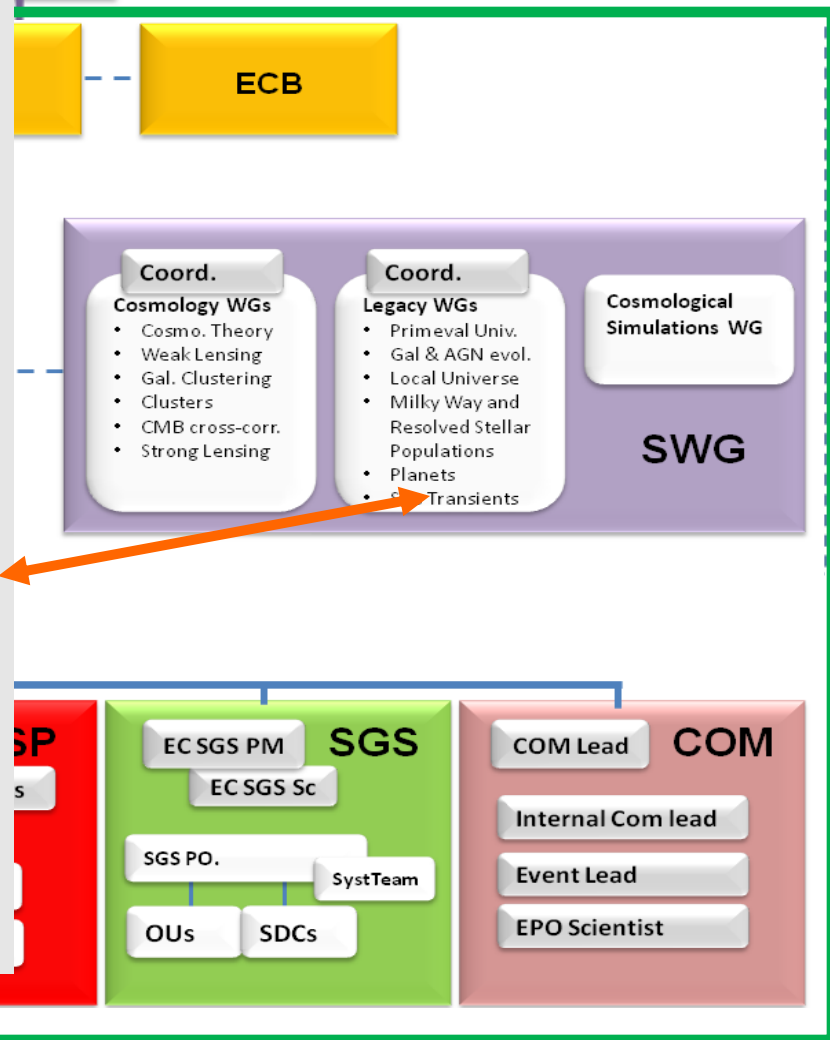 ECB
Coord.
Cosmology WGs
• Cosmo. Theory
• Weak Lensing
• Gal. Clustering
• Clusters
• CMB cross-corr.
• Strong Lensing
Coord.
Legacy WGs
• Primeval Univ.
• Gal & AGN evol.
• Local Universe
• Milky Way and
Resolved Stellar
Populations
• Planets
• Transients
Cosmological
Simulations WG
SWG
SP
s
EC SGS PM
SGS
EC SGS Sc
SGS PO.
SystTeam
OUs
SDCs
COM Lead
COM
Internal Com lead
Event Lead
EPO Scientist